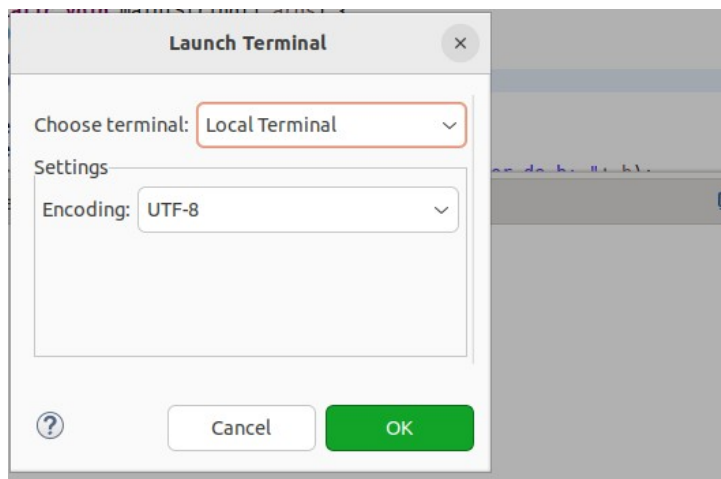 Launch Terminal
Choose terminal: Local Terminal
Settings
Encoding: UTF-8
Cancel OK